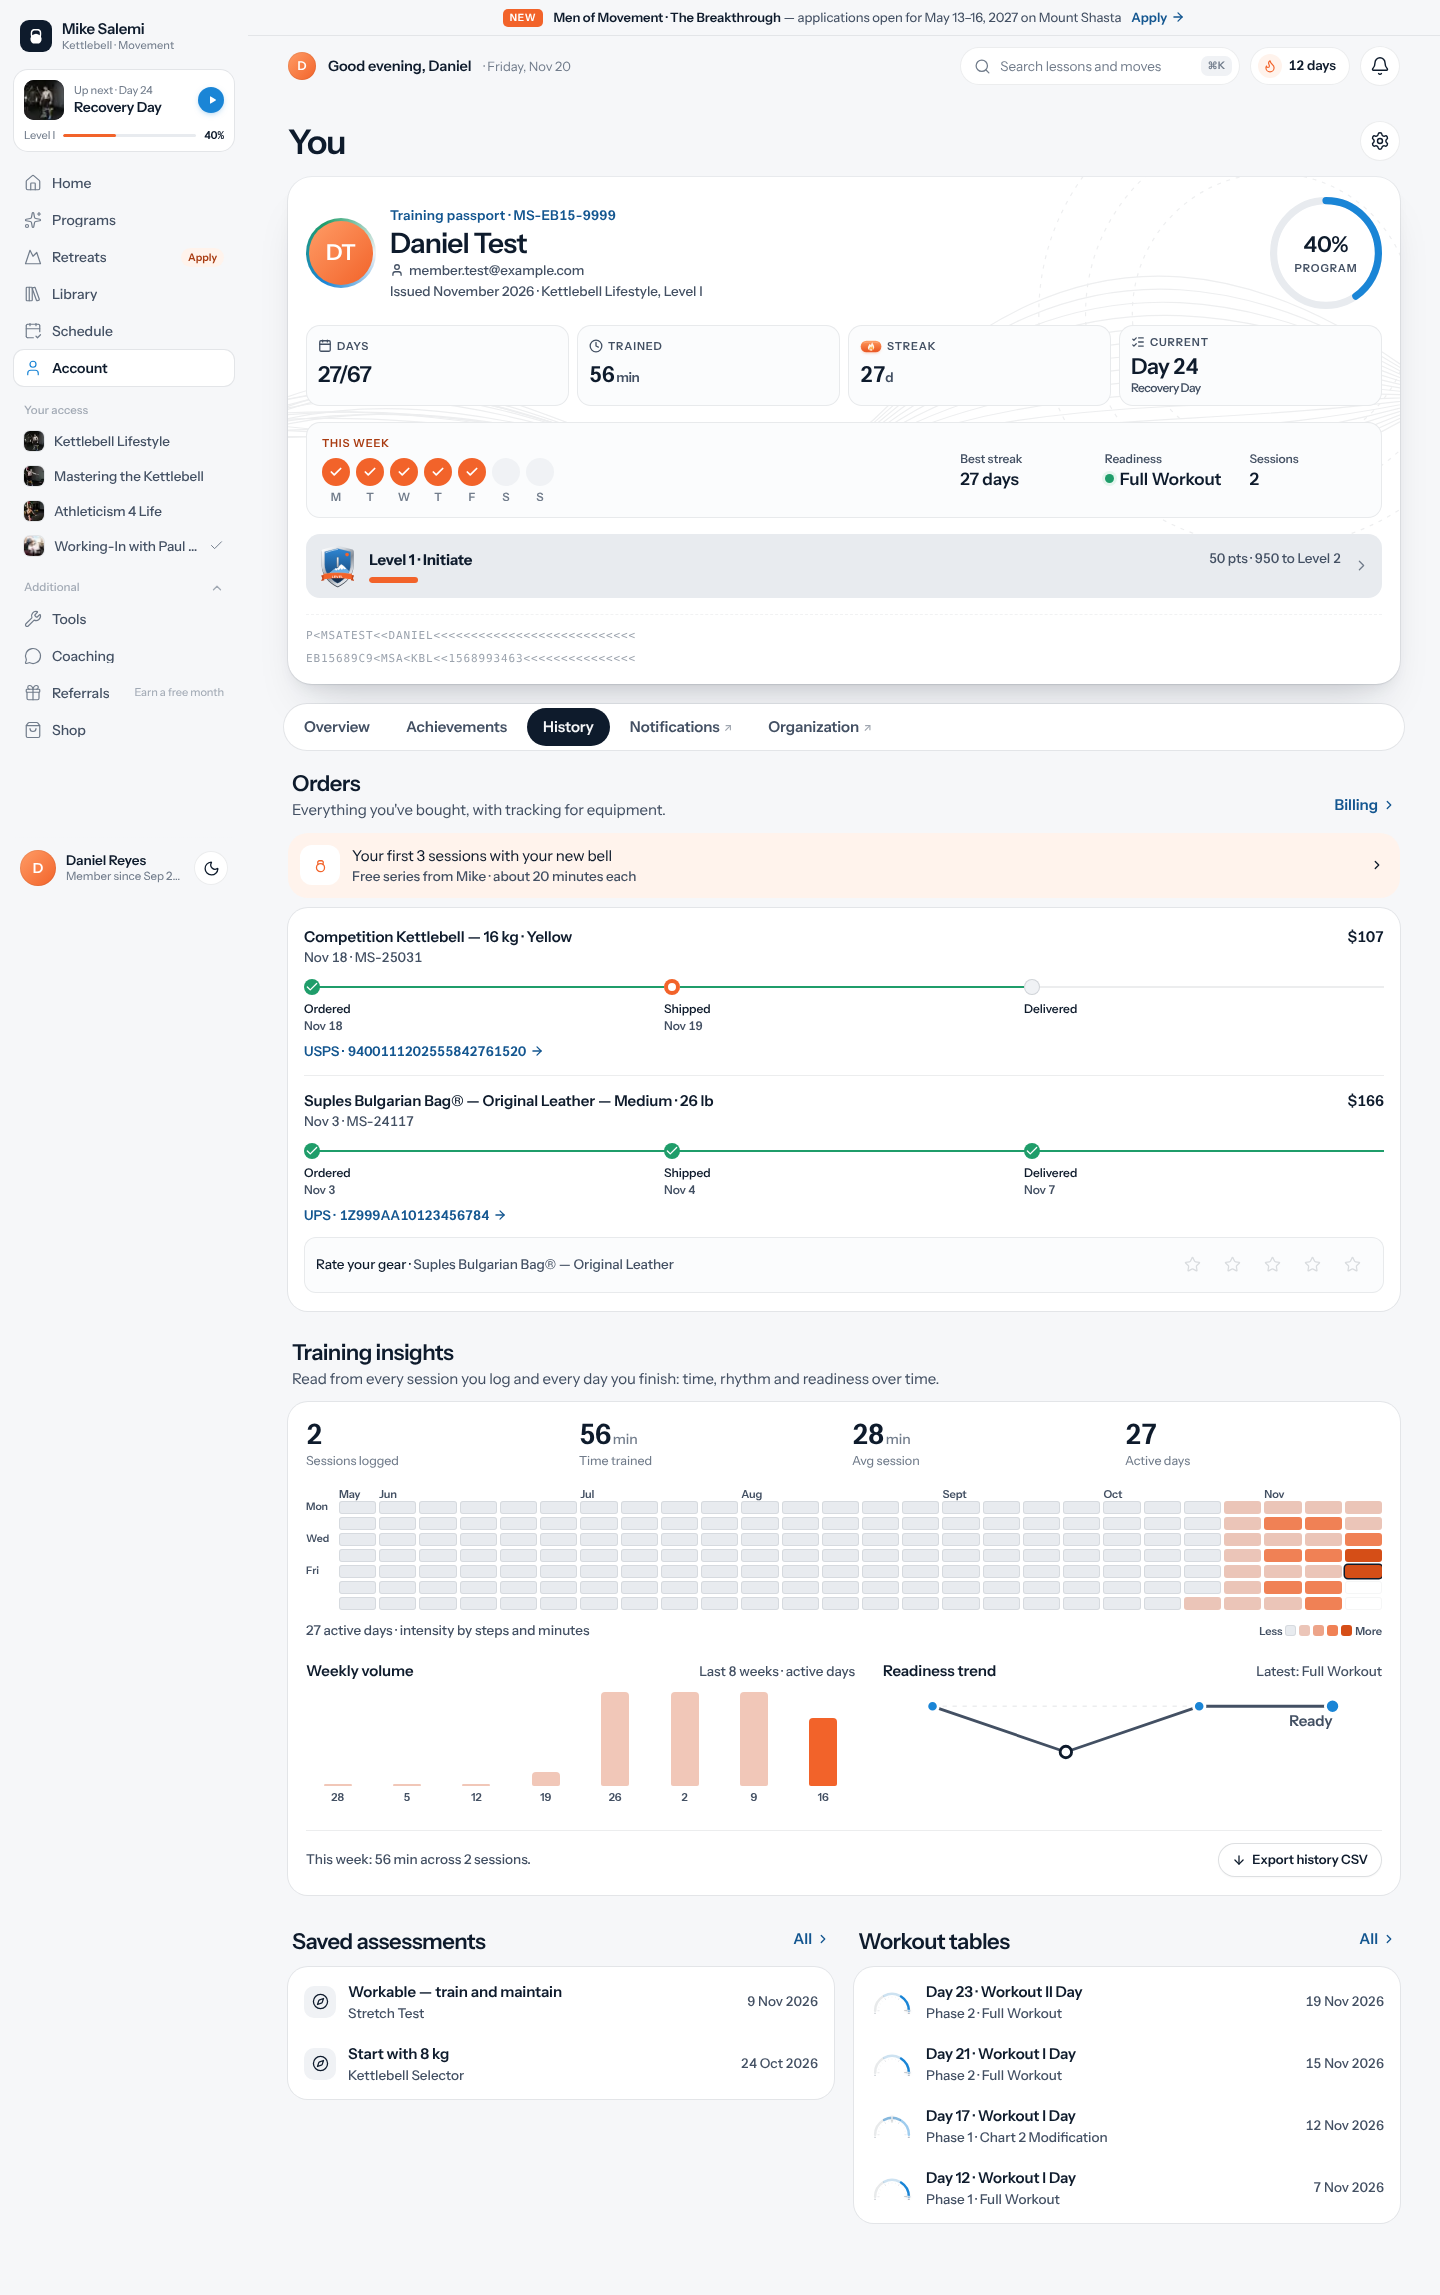 NEW Men of Movement · The Breakthrough — applications open for May 13–16, 2027 on Mount Shasta Apply →
Mike Salemi
Kettlebell · Movement
Up next · Day 24
Recovery Day
Level I 40%
Home
Programs
Retreats Apply
Library
Schedule
Account
Your access
Kettlebell Lifestyle
Mastering the Kettlebell
Athleticism 4 Life
Working-In with Paul ...
Additional
Tools
Coaching
Referrals Earn a free month
Shop
D Daniel Reyes
Member since Sep 2...
D Good evening, Daniel · Friday, Nov 20
Search lessons and moves ⌘K
12 days
You
DT
Training passport · MS-EB15-9999
Daniel Test
member.test@example.com
Issued November 2026 · Kettlebell Lifestyle, Level I
40%
PROGRAM
DAYS
27/67
TRAINED
56 min
STREAK
27d
CURRENT
Day 24
Recovery Day
THIS WEEK
M T W T F S S
Best streak
27 days
Readiness
Full Workout
Sessions
2
Level 1 · Initiate
50 pts · 950 to Level 2
P<MSATEST<<DANIEL<<<<<<<<<<<<<<<<<<<<<<<<<<<
EB15689C9<MSA<KBL<<1568993463<<<<<<<<<<<<<<<
Overview Achievements History Notifications ↗ Organization ↗
Orders
Everything you've bought, with tracking for equipment.
Billing
Your first 3 sessions with your new bell
Free series from Mike · about 20 minutes each
Competition Kettlebell — 16 kg · Yellow $107
Nov 18 · MS-25031
Ordered Shipped Delivered
Nov 18 Nov 19
USPS · 9400111202555842761520 →
Suples Bulgarian Bag® — Original Leather — Medium · 26 lb $166
Nov 3 · MS-24117
Ordered Shipped Delivered
Nov 3 Nov 4 Nov 7
UPS · 1Z999AA10123456784 →
Rate your gear · Suples Bulgarian Bag® — Original Leather
Training insights
Read from every session you log and every day you finish: time, rhythm and readiness over time.
2 56 min 28 min 27
Sessions logged Time trained Avg session Active days
May Jun Jul Aug Sept Oct Nov
Mon
Wed
Fri
27 active days · intensity by steps and minutes
Less More
Weekly volume Last 8 weeks · active days
28 5 12 19 26 2 9 16
Readiness trend Latest: Full Workout
Ready
This week: 56 min across 2 sessions.
Export history CSV
Saved assessments All
Workable — train and maintain
Stretch Test
9 Nov 2026
Start with 8 kg
Kettlebell Selector
24 Oct 2026
Workout tables All
Day 23 · Workout II Day
Phase 2 · Full Workout
19 Nov 2026
Day 21 · Workout I Day
Phase 2 · Full Workout
15 Nov 2026
Day 17 · Workout I Day
Phase 1 · Chart 2 Modification
12 Nov 2026
Day 12 · Workout I Day
Phase 1 · Full Workout
7 Nov 2026